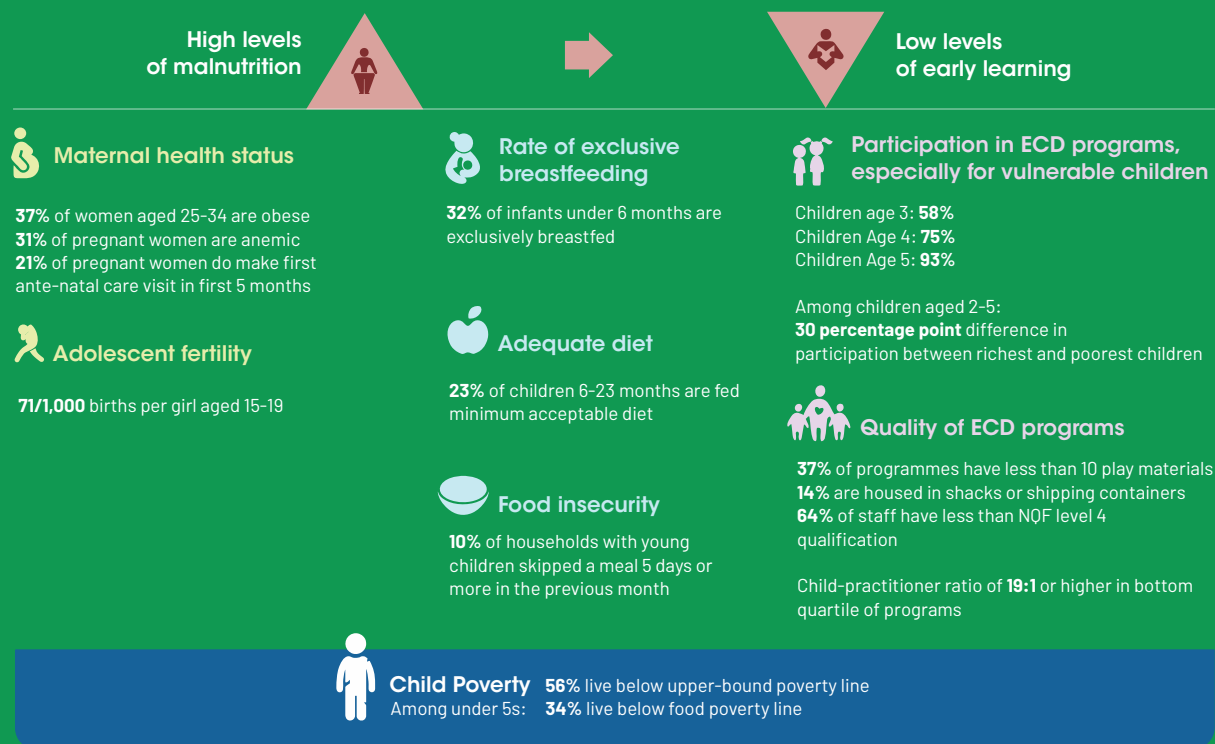 High levels
of malnutrition
Low levels
of early learning
Maternal health status
37% of women aged 25-34 are obese
31% of pregnant women are anemic
21% of pregnant women do make first
ante-natal care visit in first 5 months
Adolescent fertility
71/1,000 births per girl aged 15-19
Rate of exclusive
breastfeeding
32% of infants under 6 months are
exclusively breastfed
Adequate diet
23% of children 6-23 months are fed
minimum acceptable diet
Food insecurity
10% of households with young
children skipped a meal 5 days or
more in the previous month
Participation in ECD programs,
especially for vulnerable children
Children age 3: 58%
Children Age 4: 75%
Children Age 5: 93%
Among children aged 2-5:
30 percentage point difference in
participation between richest and poorest children
Quality of ECD programs
37% of programmes have less than 10 play materials
14% are housed in shacks or shipping containers
64% of staff have less than NQF level 4
qualification
Child-practitioner ratio of 19:1 or higher in bottom
quartile of programs
Child Poverty 56% live below upper-bound poverty line
Among under 5s: 34% live below food poverty line